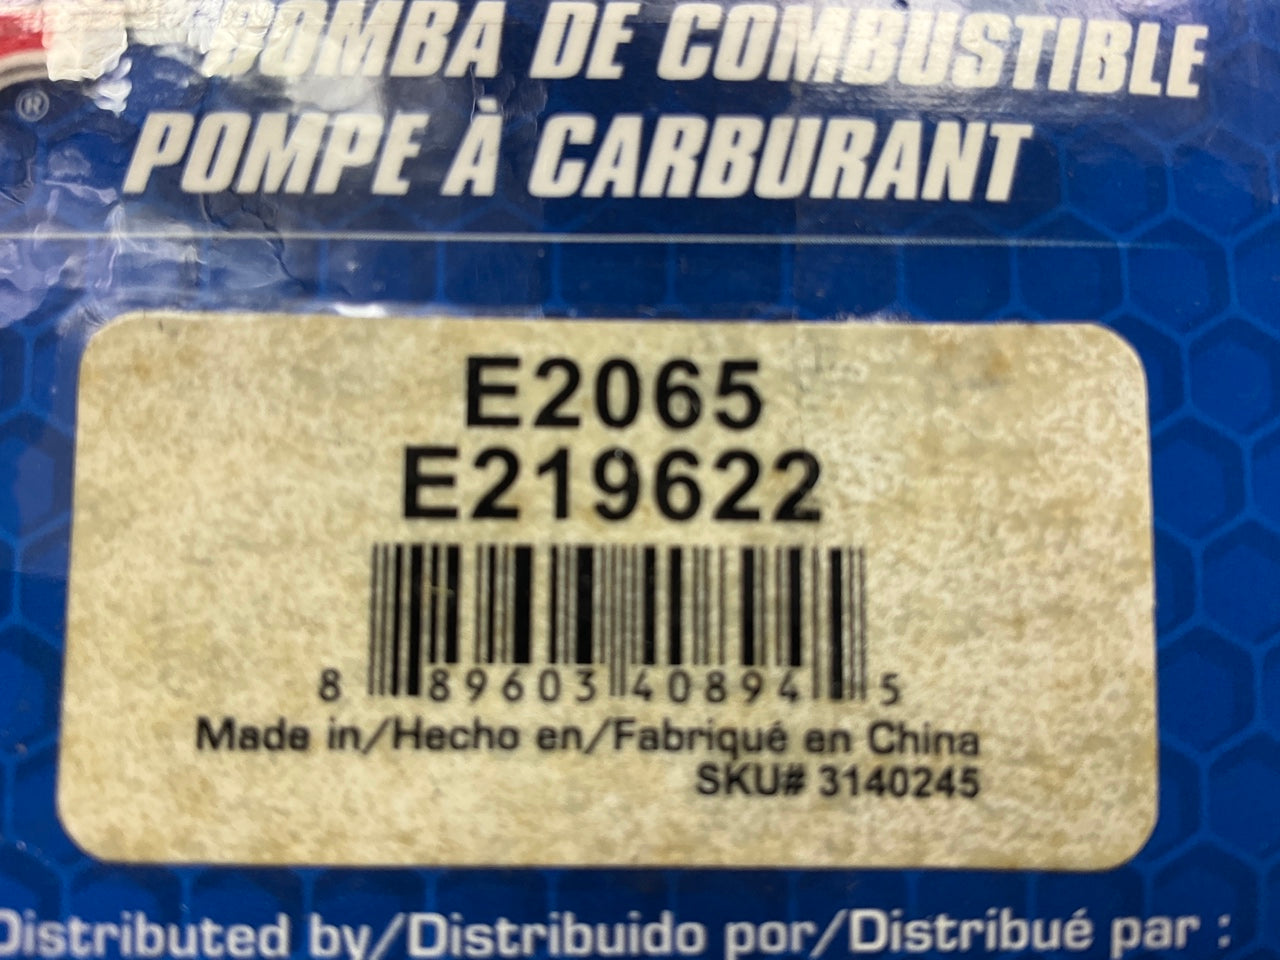 BOMBA DE COMBUSTIBLE
®
POMPE À CARBURANT
E2065
E219622
8 89603 40894 5
Made in/Hecho en/Fabriqué en China
SKU# 3140245
Distributed by/Distribuido por/Distribué par :